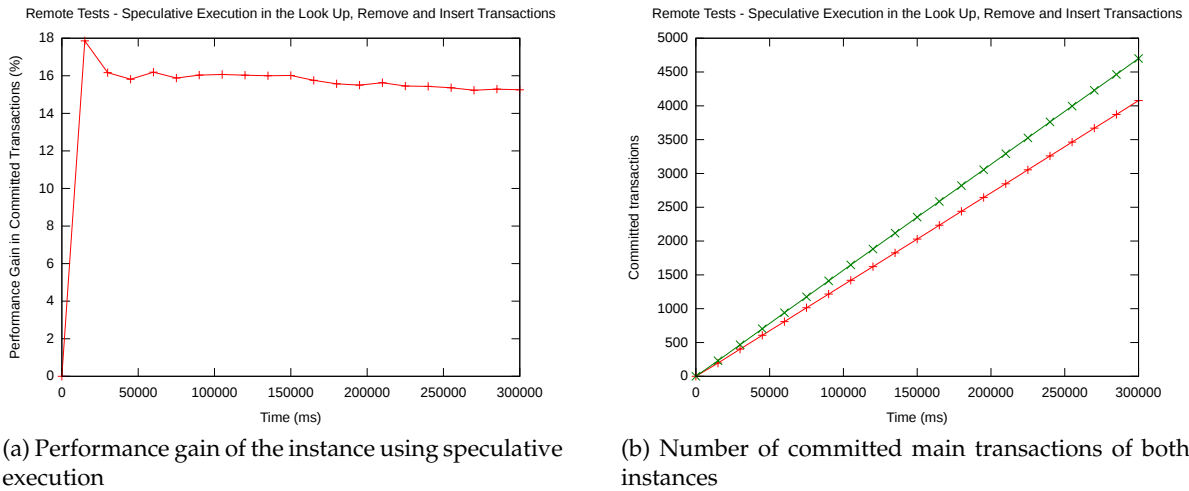 Remote Tests - Speculative Execution in the Look Up, Remove and Insert Transactions
18
16
14
12
10
8
6
4
2
0
Performance Gain in Committed Transactions (%)
0 50000 100000 150000 200000 250000 300000
Time (ms)
(a) Performance gain of the instance using speculative
execution
Remote Tests - Speculative Execution in the Look Up, Remove and Insert Transactions
5000
4500
4000
3500
3000
2500
2000
1500
1000
500
0
Committed transactions
0 50000 100000 150000 200000 250000 300000
Time (ms)
(b) Number of committed main transactions of both
instances